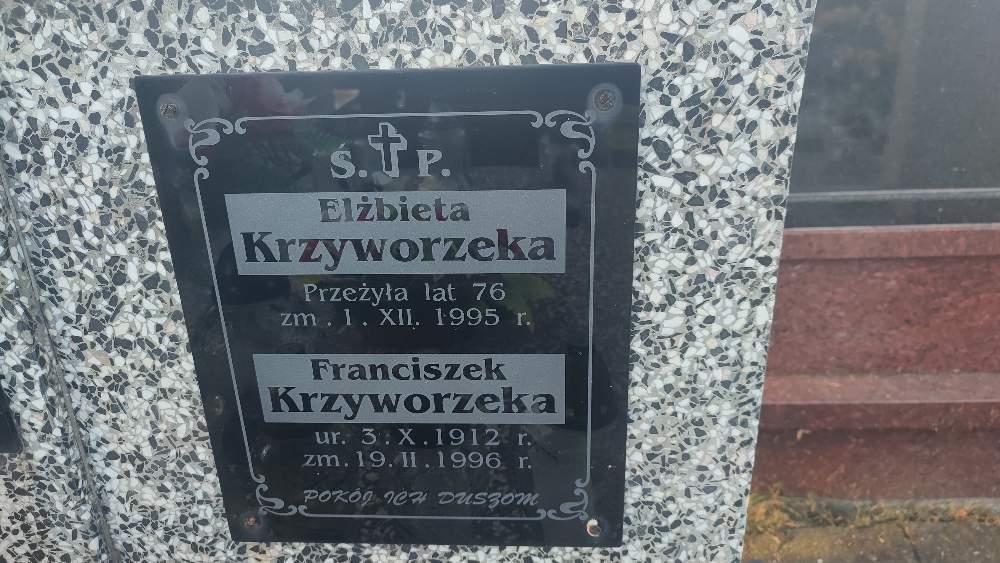 Ś. P.
Elżbieta
Krzyworzeka
Przeżyła lat 76
zm. 1. XII. 1995 r.
Franciszek
Krzyworzeka
ur. 3. X. 1912 r.
zm. 19. II. 1996 r.
POKÓJ ICH DUSZOM